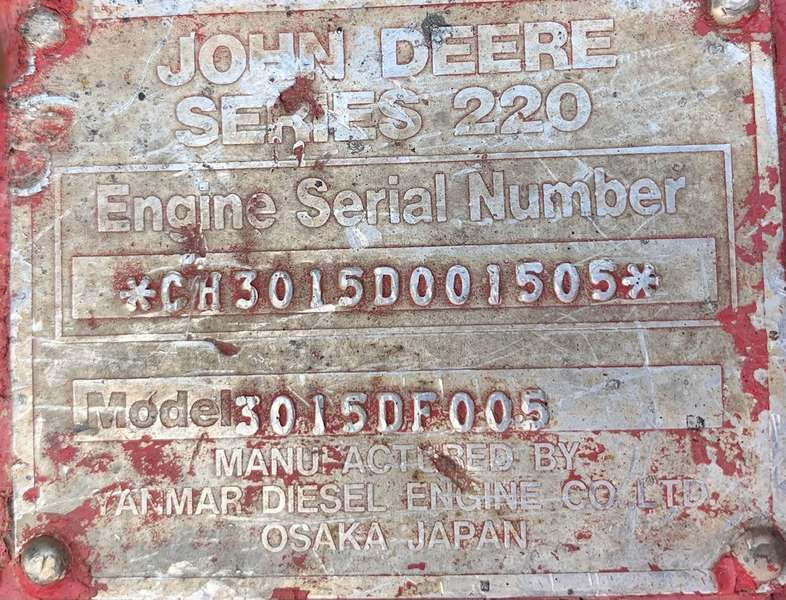 JOHN DEERE
SERIES 220
Engine Serial Number
*CH3015D001505*
Model 3015DF005
MANUFACTURED BY
YANMAR DIESEL ENGINE CO. LTD.
OSAKA JAPAN